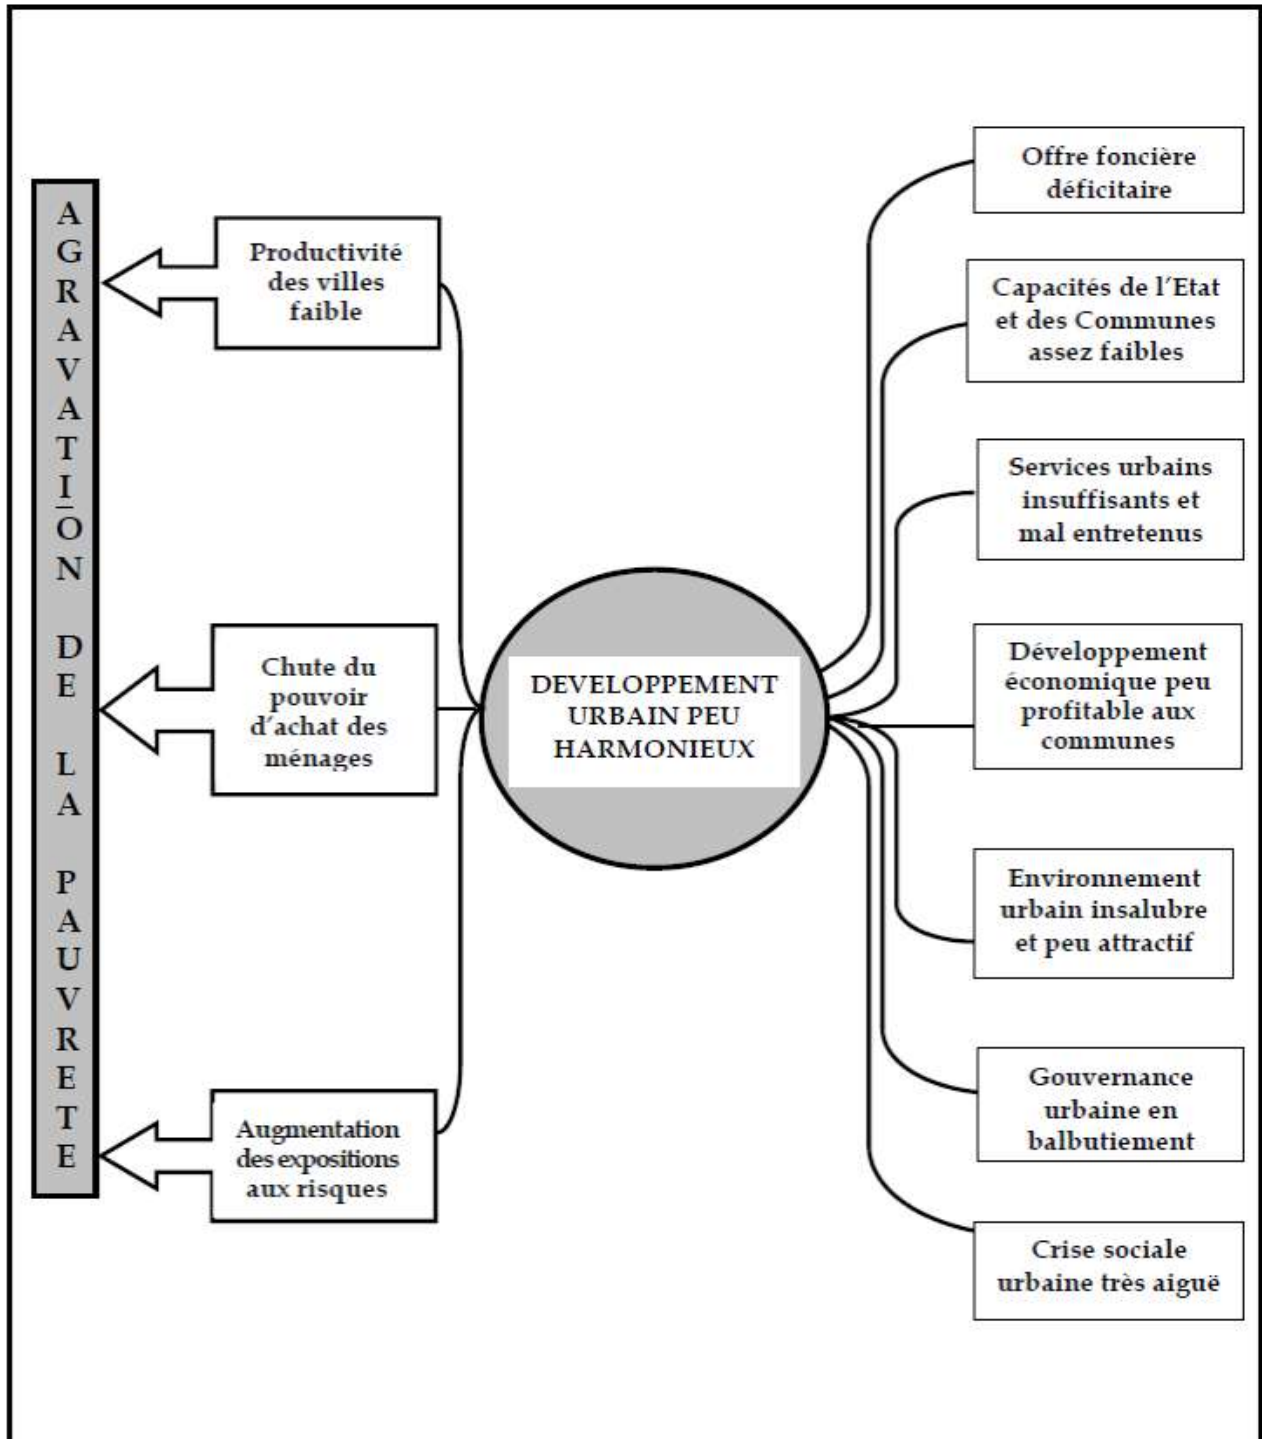 AGRAVATION DE LA PAUVRETE
Productivité
des villes
faible
Chute du
pouvoir
d’achat des
ménages
Augmentation
des expositions
aux risques
DEVELOPPEMENT
URBAIN PEU
HARMONIEUX
Offre foncière
déficitaire
Capacités de l’Etat
et des Communes
assez faibles
Services urbains
insuffisants et
mal entretenus
Développement
économique peu
profitable aux
communes
Environnement
urbain insalubre
et peu attractif
Gouvernance
urbaine en
balbutiement
Crise sociale
urbaine très aiguë